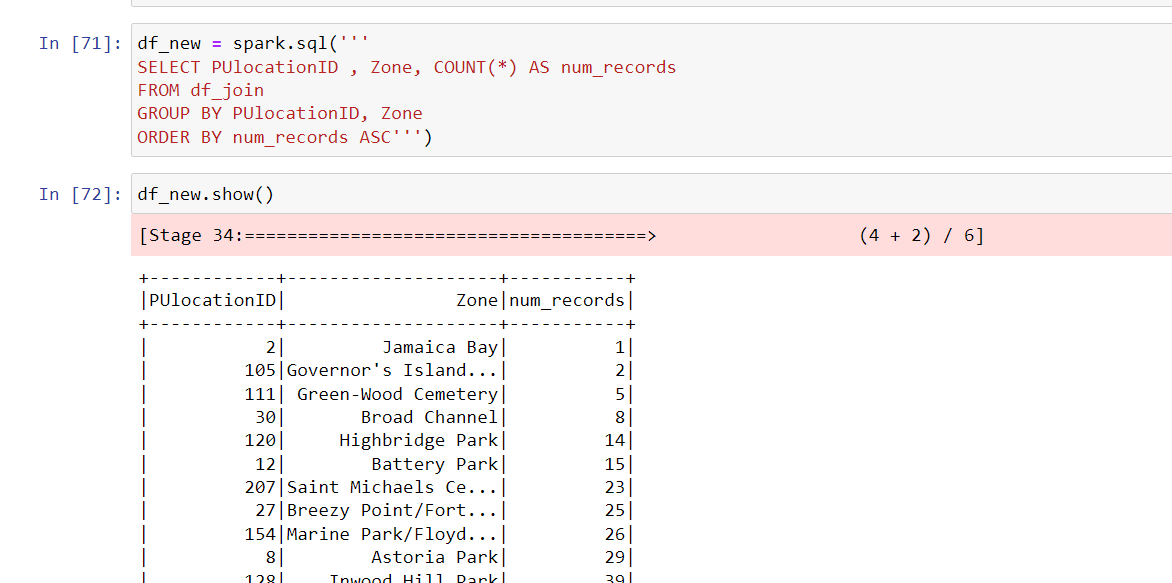 In [71]: df_new = spark.sql('''
SELECT PUlocationID , Zone, COUNT(*) AS num_records
FROM df_join
GROUP BY PUlocationID, Zone
ORDER BY num_records ASC''')
In [72]: df_new.show()
[Stage 34:======================================> (4 + 2) / 6]
+------------+--------------------+-----------+
|PUlocationID|                Zone|num_records|
+------------+--------------------+-----------+
|           2|         Jamaica Bay|          1|
|         105|Governor's Island...|          2|
|         111| Green-Wood Cemetery|          5|
|          30|       Broad Channel|          8|
|         120|     Highbridge Park|         14|
|          12|        Battery Park|         15|
|         207|Saint Michaels Ce...|         23|
|          27|Breezy Point/Fort...|         25|
|         154|Marine Park/Floyd...|         26|
|           8|        Astoria Park|         29|
|         128|    Inwood Hill Park|         39|